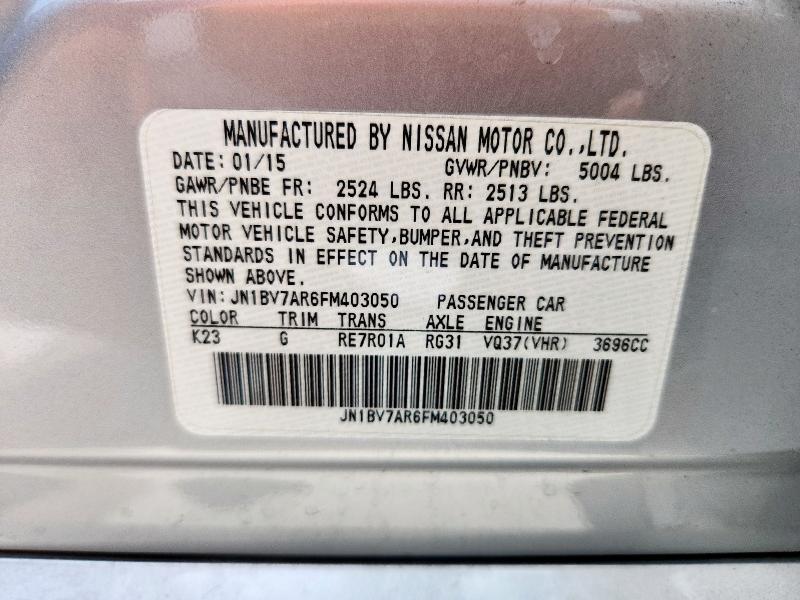 MANUFACTURED BY NISSAN MOTOR CO.,LTD.
DATE: 01/15 GVWR/PNBV: 5004 LBS.
GAWR/PNBE FR: 2524 LBS. RR: 2513 LBS.
THIS VEHICLE CONFORMS TO ALL APPLICABLE FEDERAL
MOTOR VEHICLE SAFETY,BUMPER,AND THEFT PREVENTION
STANDARDS IN EFFECT ON THE DATE OF MANUFACTURE
SHOWN ABOVE.
VIN: JN1BV7AR6FM403050 PASSENGER CAR
COLOR TRIM TRANS AXLE ENGINE
K23 G RE7R01A RG31 VQ37(VHR) 3696CC
JN1BV7AR6FM403050